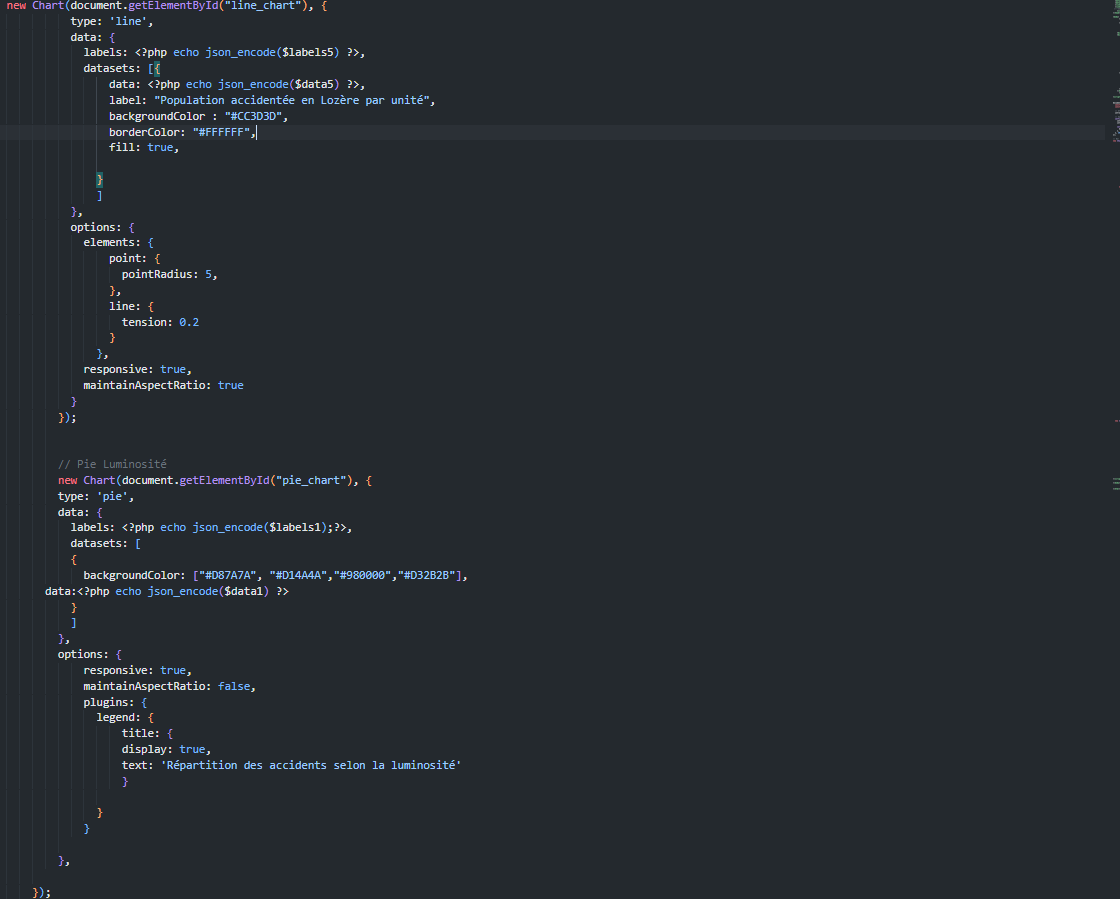 new Chart(document.getElementById("line_chart"), {
type: 'line',
data: {
labels: <?php echo json_encode($labels5) ?>,
datasets: [{
data: <?php echo json_encode($data5) ?>,
label: "Population accidentée en Lozère par unité",
backgroundColor : "#CC3D3D",
borderColor: "#FFFFFF",
fill: true,
}
]
},
options: {
elements: {
point: {
pointRadius: 5,
},
line: {
tension: 0.2
}
},
responsive: true,
maintainAspectRatio: true
}
});
// Pie Luminosité
new Chart(document.getElementById("pie_chart"), {
type: 'pie',
data: {
labels: <?php echo json_encode($labels1);?>,
datasets: [
{
backgroundColor: ["#D87A7A", "#D14A4A","#980000","#D32B2B"],
data:<?php echo json_encode($data1) ?>
}
]
},
options: {
responsive: true,
maintainAspectRatio: false,
plugins: {
legend: {
title: {
display: true,
text: 'Répartition des accidents selon la luminosité'
}
}
}
},
});